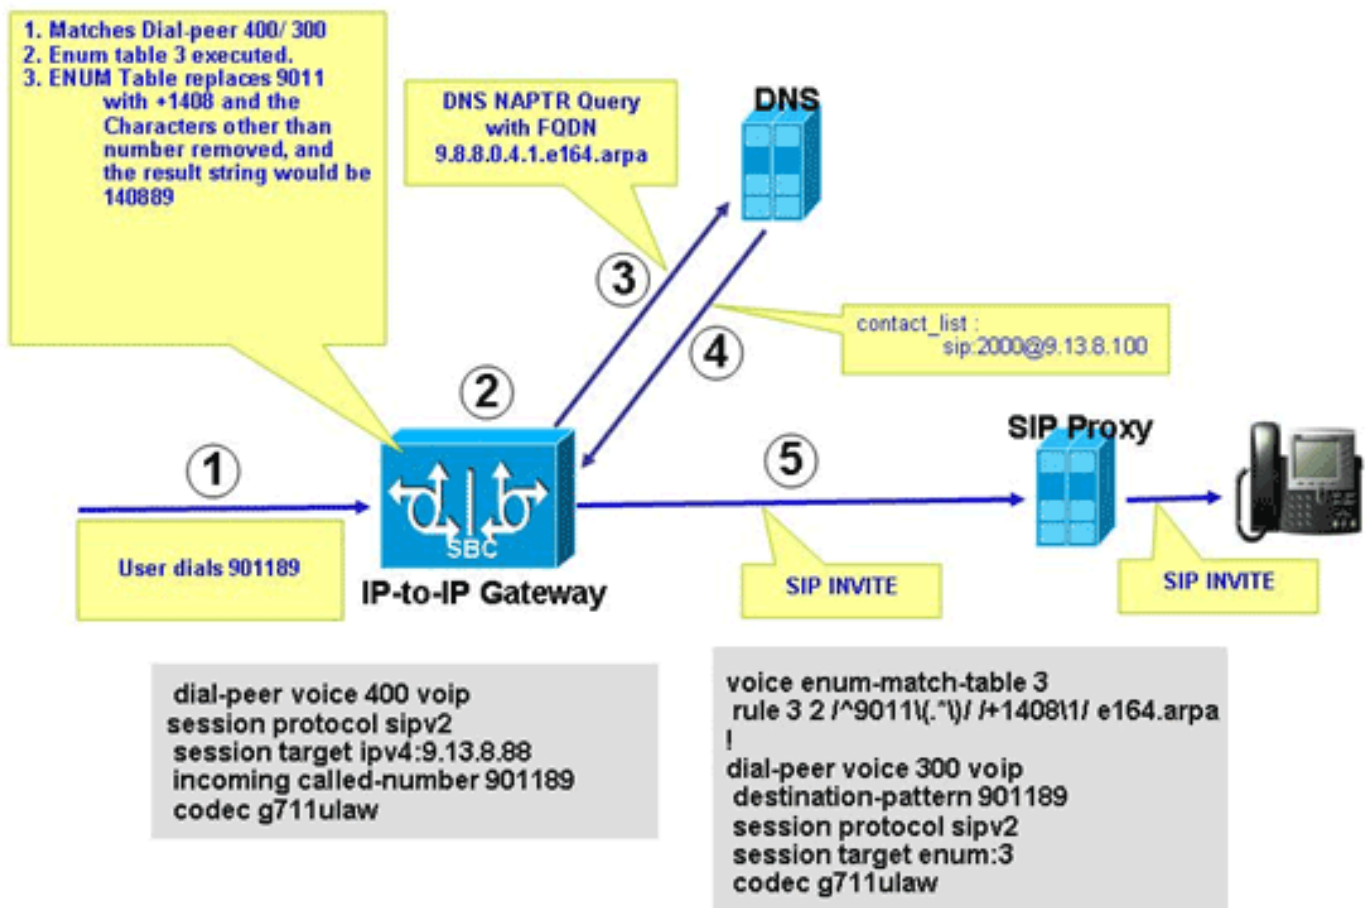 1. Matches Dial-peer 400/ 300
2. Enum table 3 executed.
3. ENUM Table replaces 9011
with +1408 and the
Characters other than
number removed, and
the result string would be
140889
DNS NAPTR Query
with FQDN
9.8.8.0.4.1.e164.arpa
DNS
3
4
contact_list :
sip:2000@9.13.8.100
2
SIP Proxy
1
5
SBC
User dials 901189
IP-to-IP Gateway
SIP INVITE
SIP INVITE
dial-peer voice 400 voip
session protocol sipv2
session target ipv4:9.13.8.88
incoming called-number 901189
codec g711ulaw
voice enum-match-table 3
rule 3 2 /^9011\(.*\)/ /+1408\1/ e164.arpa
!
dial-peer voice 300 voip
destination-pattern 901189
session protocol sipv2
session target enum:3
codec g711ulaw